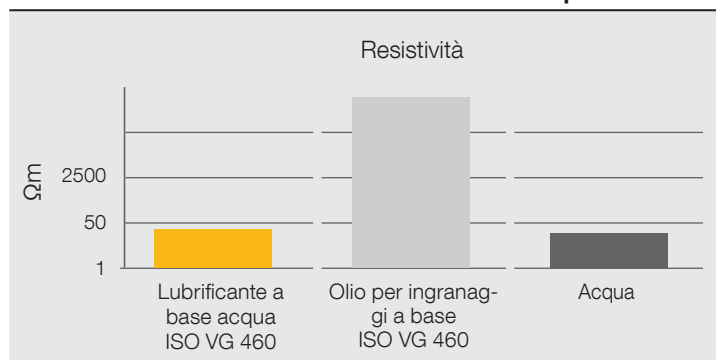 Resistività
Ωm
2500
50
1
Lubrificante a
base acqua
ISO VG 460
Olio per ingranag-
gi a base
ISO VG 460
Acqua